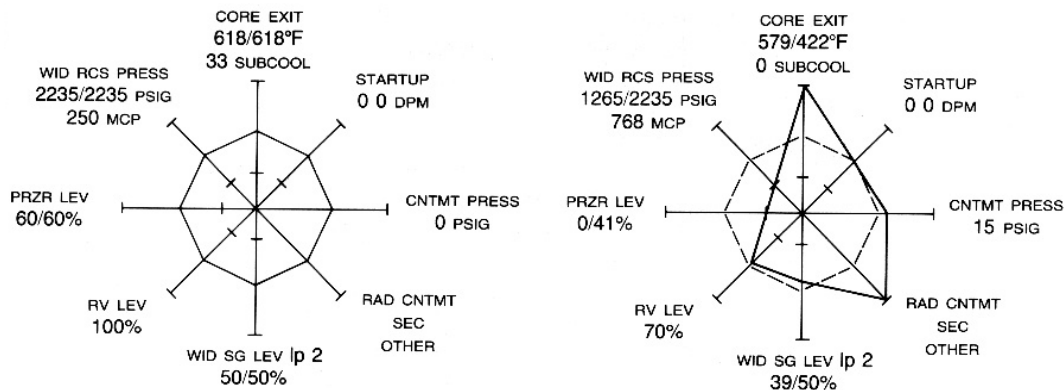 CORE EXIT
618/618°F
33 SUBCOOL
STARTUP
0 0 DPM
WID RCS PRESS
2235/2235 PSIG
250 MCP
PRZR LEV
60/60%
CNTMT PRESS
0 PSIG
RV LEV
100%
RAD CNTMT
SEC
OTHER
WID SG LEV lp 2
50/50%
CORE EXIT
579/422°F
0 SUBCOOL
STARTUP
0 0 DPM
WID RCS PRESS
1265/2235 PSIG
768 MCP
PRZR LEV
0/41%
CNTMT PRESS
15 PSIG
RV LEV
70%
RAD CNTMT
SEC
OTHER
WID SG LEV lp 2
39/50%